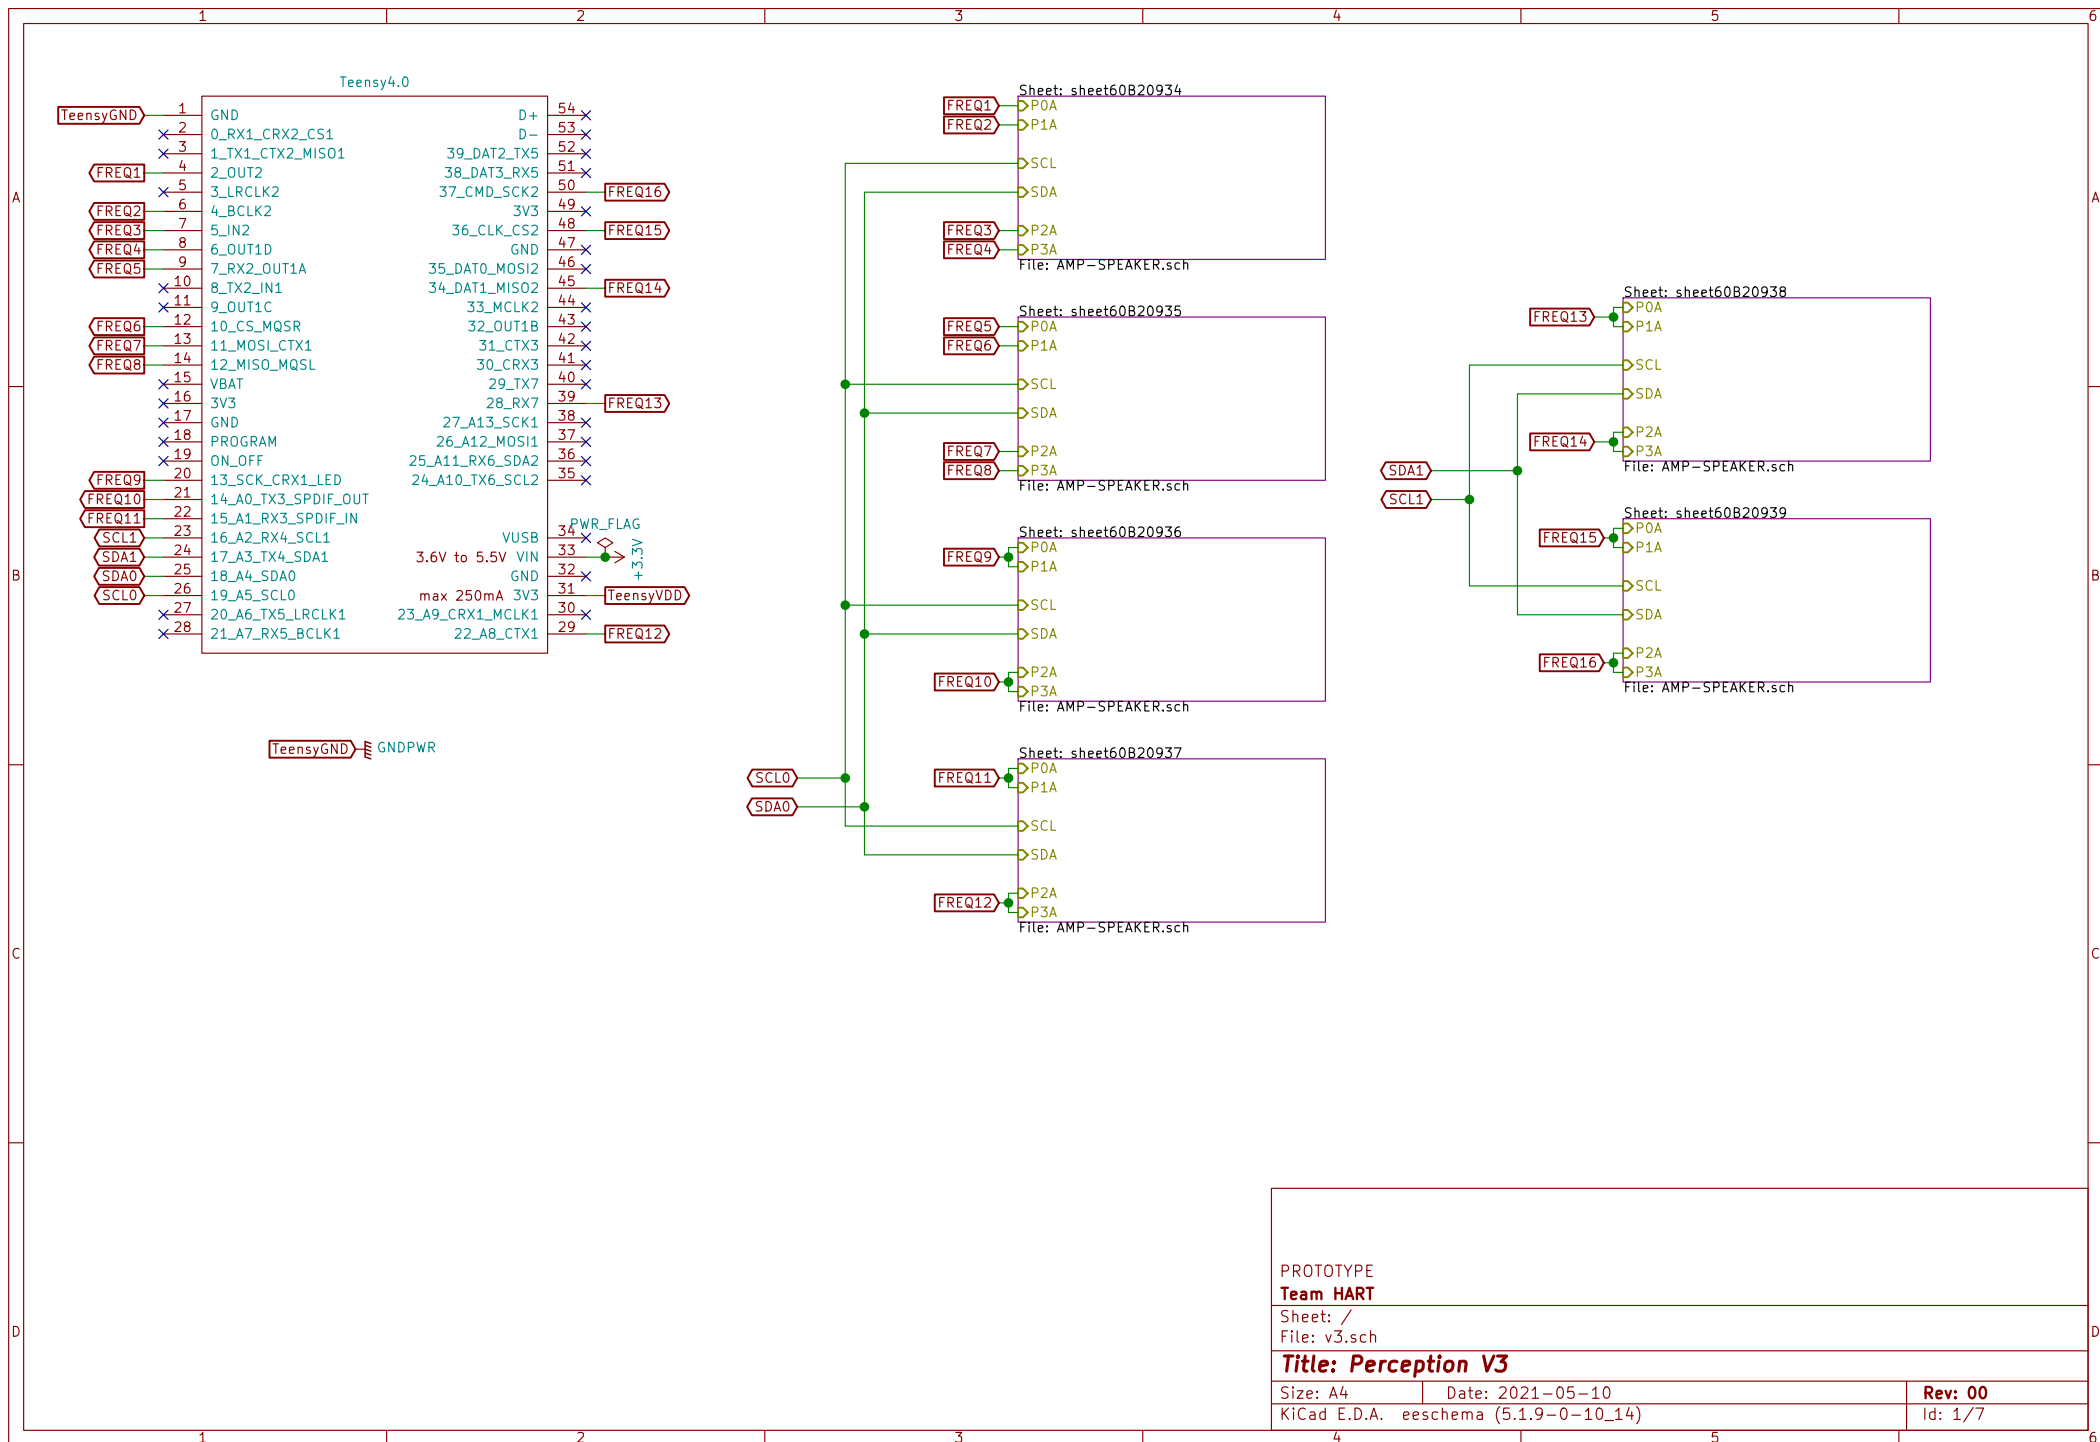 1 2 3 4 5 6
Teensy4.0
TeensyGND 1 GND D+ 54
2 0_RX1_CRX2_CS1 D- 53
3 1_TX1_CTX2_MISO1 39_DAT2_TX5 52
FREQ1 4 2_OUT2 38_DAT3_RX5 51
5 3_LRCLK2 37_CMD_SCK2 50 FREQ16
FREQ2 6 4_BCLK2 3V3 49
FREQ3 7 5_IN2 36_CLK_CS2 48 FREQ15
FREQ4 8 6_OUT1D GND 47
FREQ5 9 7_RX2_OUT1A 35_DAT0_MOSI2 46
10 8_TX2_IN1 34_DAT1_MISO2 45 FREQ14
11 9_OUT1C 33_MCLK2 44
FREQ6 12 10_CS_MQSR 32_OUT1B 43
FREQ7 13 11_MOSI_CTX1 31_CTX3 42
FREQ8 14 12_MISO_MQSL 30_CRX3 41
15 VBAT 29_TX7 40
16 3V3 28_RX7 39 FREQ13
17 GND 27_A13_SCK1 38
18 PROGRAM 26_A12_MOSI1 37
19 ON_OFF 25_A11_RX6_SDA2 36
FREQ9 20 13_SCK_CRX1_LED 24_A10_TX6_SCL2 35
FREQ10 21 14_A0_TX3_SPDIF_OUT
FREQ11 22 15_A1_RX3_SPDIF_IN PWR_FLAG
SCL1 23 16_A2_RX4_SCL1 VUSB 34
SDA1 24 17_A3_TX4_SDA1 3.6V to 5.5V VIN 33 +3.3V
SDA0 25 18_A4_SDA0 GND 32
SCL0 26 19_A5_SCL0 max 250mA 3V3 31 TeensyVDD
27 20_A6_TX5_LRCLK1 23_A9_CRX1_MCLK1 30
28 21_A7_RX5_BCLK1 22_A8_CTX1 29 FREQ12
TeensyGND GNDPWR
Sheet: sheet60B20934
FREQ1 P0A
FREQ2 P1A
SCL
SDA
FREQ3 P2A
FREQ4 P3A
File: AMP-SPEAKER.sch
Sheet: sheet60B20935
FREQ5 P0A
FREQ6 P1A
SCL
SDA
FREQ7 P2A
FREQ8 P3A
File: AMP-SPEAKER.sch
Sheet: sheet60B20936
P0A
FREQ9
P1A
SCL
SDA
P2A
FREQ10
P3A
File: AMP-SPEAKER.sch
Sheet: sheet60B20937
P0A
SCL0 FREQ11
P1A
SDA0
SCL
SDA
P2A
FREQ12
P3A
File: AMP-SPEAKER.sch
Sheet: sheet60B20938
P0A
FREQ13
P1A
SCL
SDA
P2A
FREQ14
P3A
File: AMP-SPEAKER.sch
SDA1
SCL1
Sheet: sheet60B20939
P0A
FREQ15
P1A
SCL
SDA
P2A
FREQ16
P3A
File: AMP-SPEAKER.sch
A A
B B
C C
D D
PROTOTYPE
Team HART
Sheet: /
File: v3.sch
Title: Perception V3
Size: A4 Date: 2021-05-10 Rev: 00
KiCad E.D.A. eeschema (5.1.9-0-10_14) Id: 1/7
1 2 3 4 5 6